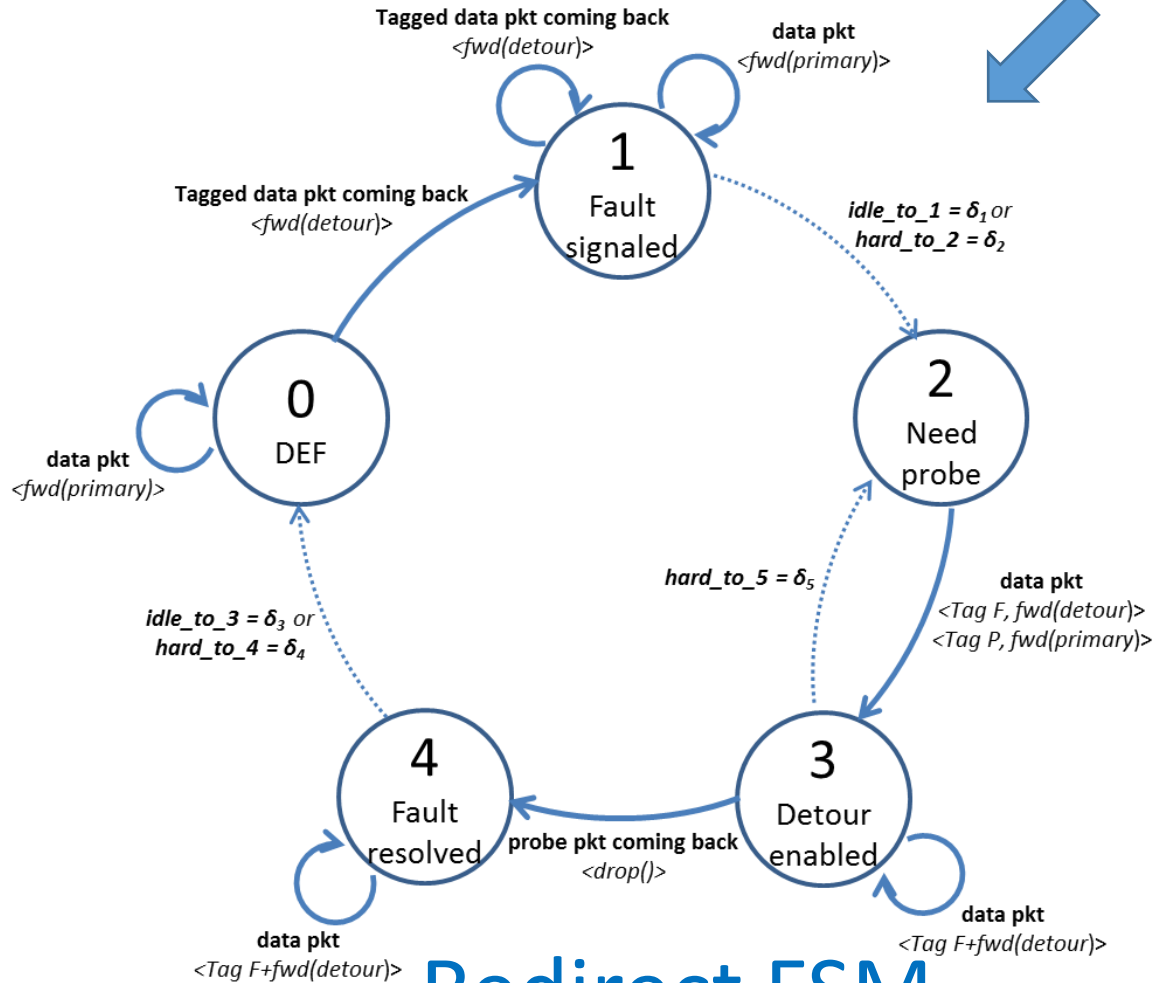 Tagged data pkt coming back
<fwd(detour)>
data pkt
<fwd(primary)>
1
Fault
signaled
Tagged data pkt coming back
<fwd(detour)>
idle_to_1 = δ₁ or
hard_to_2 = δ₂
0
DEF
data pkt
<fwd(primary)>
2
Need
probe
hard_to_5 = δ₅
data pkt
<Tag F, fwd(detour)>
<Tag P, fwd(primary)>
idle_to_3 = δ₃ or
hard_to_4 = δ₄
4
Fault
resolved
probe pkt coming back
<drop()>
3
Detour
enabled
data pkt
<Tag F+fwd(detour)>
data pkt
<Tag F+fwd(detour)>
Redirect FSM